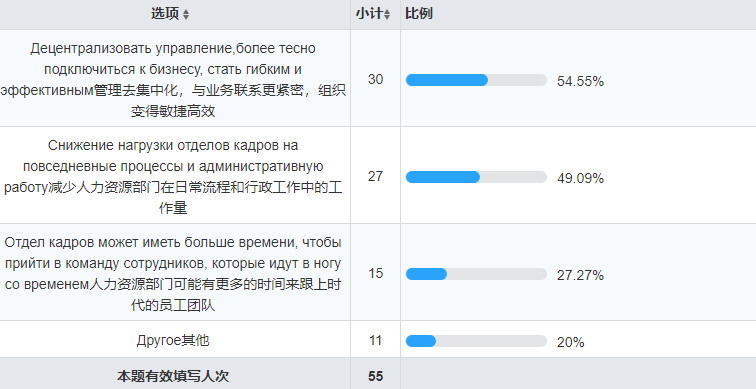 选项 小计 比例
Децентрализовать управление,более тесно
подключиться к бизнесу, стать гибким и
эффективным管理去集中化，与业务联系更紧密，组织
变得敏捷高效
30 54.55%
Снижение нагрузки отделов кадров на
повседневные процессы и административную
работу减少人力资源部门在日常流程和行政工作中的工
作量
27 49.09%
Отдел кадров может иметь больше времени, чтобы
прийти в команду сотрудников, которые идут в ногу
со временем人力资源部门可能有更多的时间来跟上时
代的员工团队
15 27.27%
Другое其他 11 20%
本题有效填写人次 55